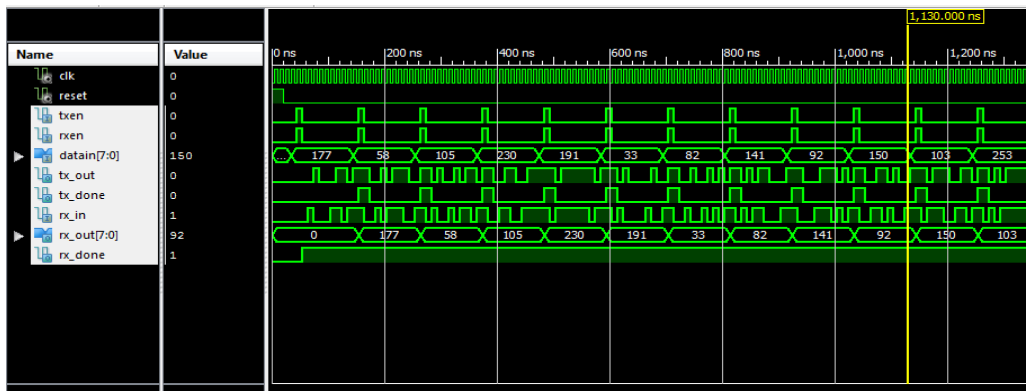 1,130.000 ns
Name Value
0 ns 200 ns 400 ns 600 ns 800 ns 1,000 ns 1,200 ns
clk 0
reset 0
txen 0
rxen 0
datain[7:0] 150 ... 177 58 105 230 191 33 82 141 92 150 103 253
tx_out 0
tx_done 0
rx_in 1
rx_out[7:0] 92 0 177 58 105 230 191 33 82 141 92 150 103
rx_done 1